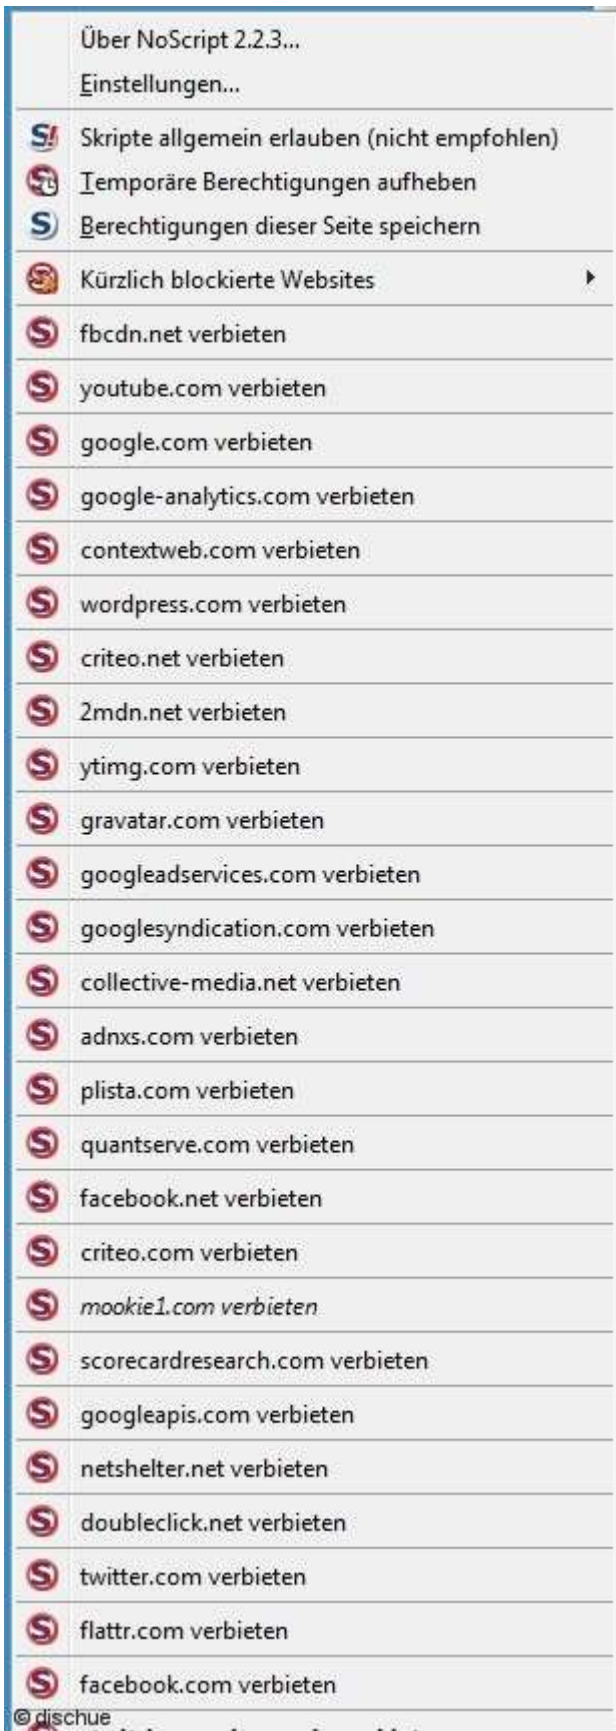 Über NoScript 2.2.3...
Einstellungen...
Skripte allgemein erlauben (nicht empfohlen)
Temporäre Berechtigungen aufheben
Berechtigungen dieser Seite speichern
Kürzlich blockierte Websites
fbcdn.net verbieten
youtube.com verbieten
google.com verbieten
google-analytics.com verbieten
contextweb.com verbieten
wordpress.com verbieten
criteo.net verbieten
2mdn.net verbieten
ytimg.com verbieten
gravatar.com verbieten
googleadservices.com verbieten
googlesyndication.com verbieten
collective-media.net verbieten
adnxs.com verbieten
plista.com verbieten
quantserve.com verbieten
facebook.net verbieten
criteo.com verbieten
mookie1.com verbieten
scorecardresearch.com verbieten
googleapis.com verbieten
netshelter.net verbieten
doubleclick.net verbieten
twitter.com verbieten
flattr.com verbieten
facebook.com verbieten
© dischue